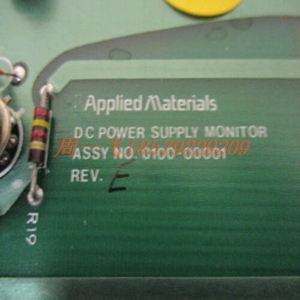 Applied Materials
DC POWER SUPPLY MONITOR
ASSY NO. 0100-00001
REV. E
R19